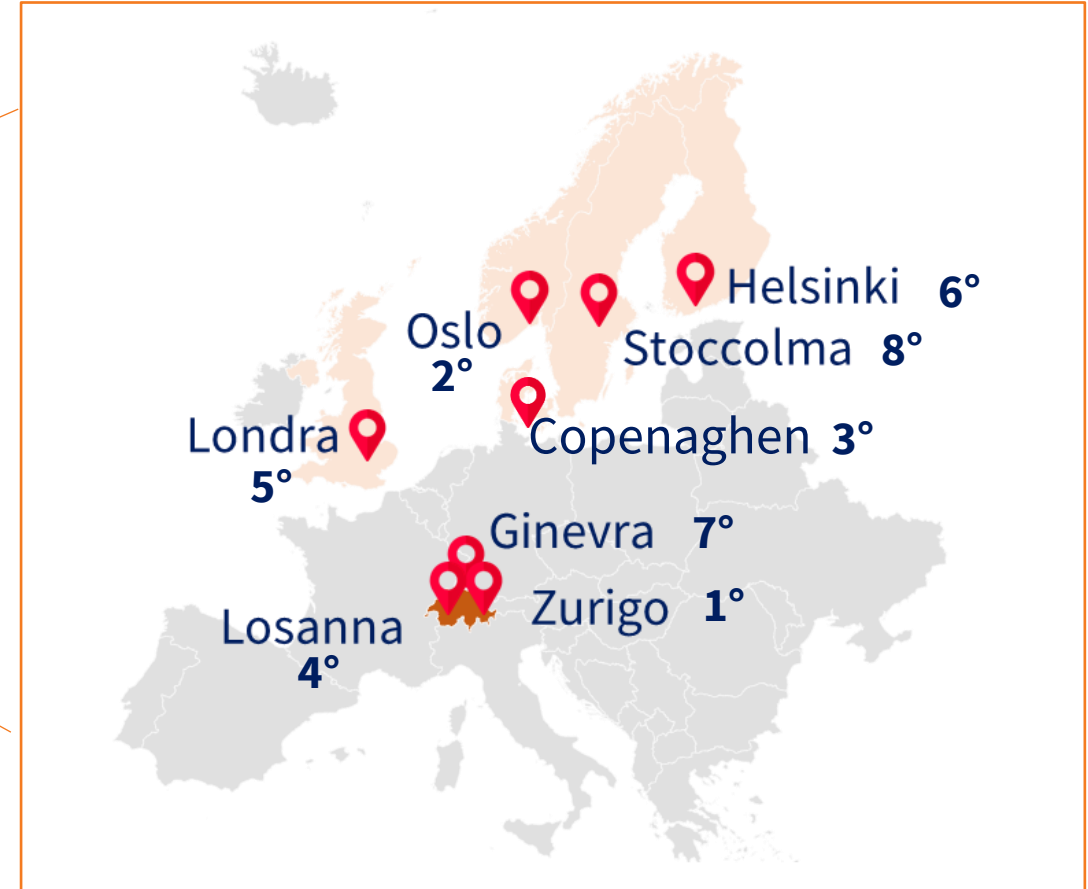 Helsinki 6°
Oslo
2°
Stoccolma 8°
Londra
5°
Copenaghen 3°
Ginevra 7°
Zurigo 1°
Losanna
4°